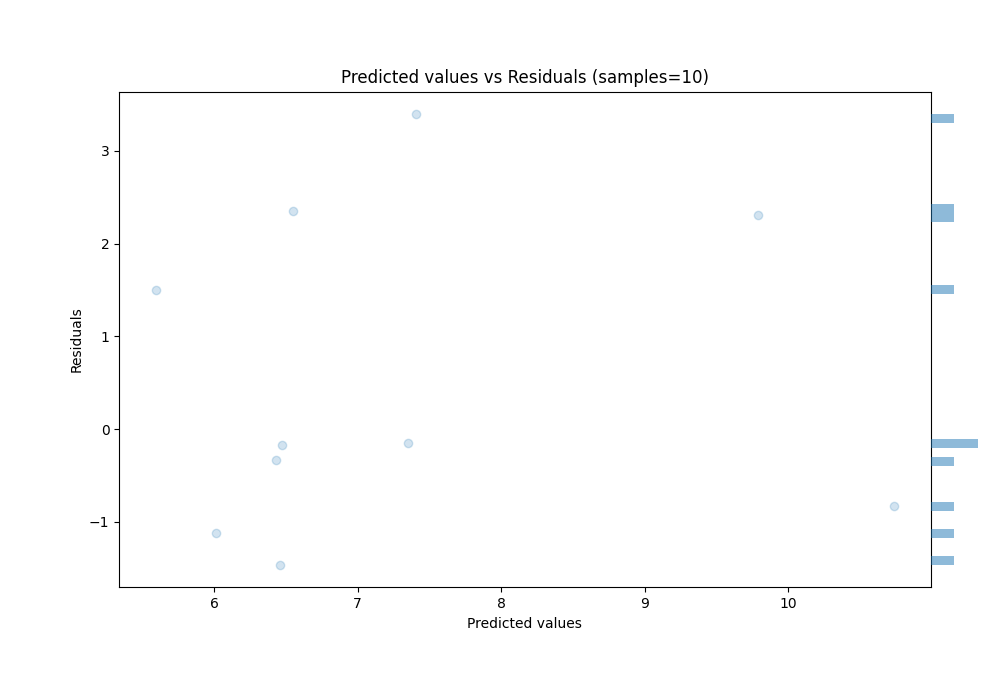 Predicted values vs Residuals (samples=10)
3
2
1
0
−1
Residuals
6 7 8 9 10
Predicted values